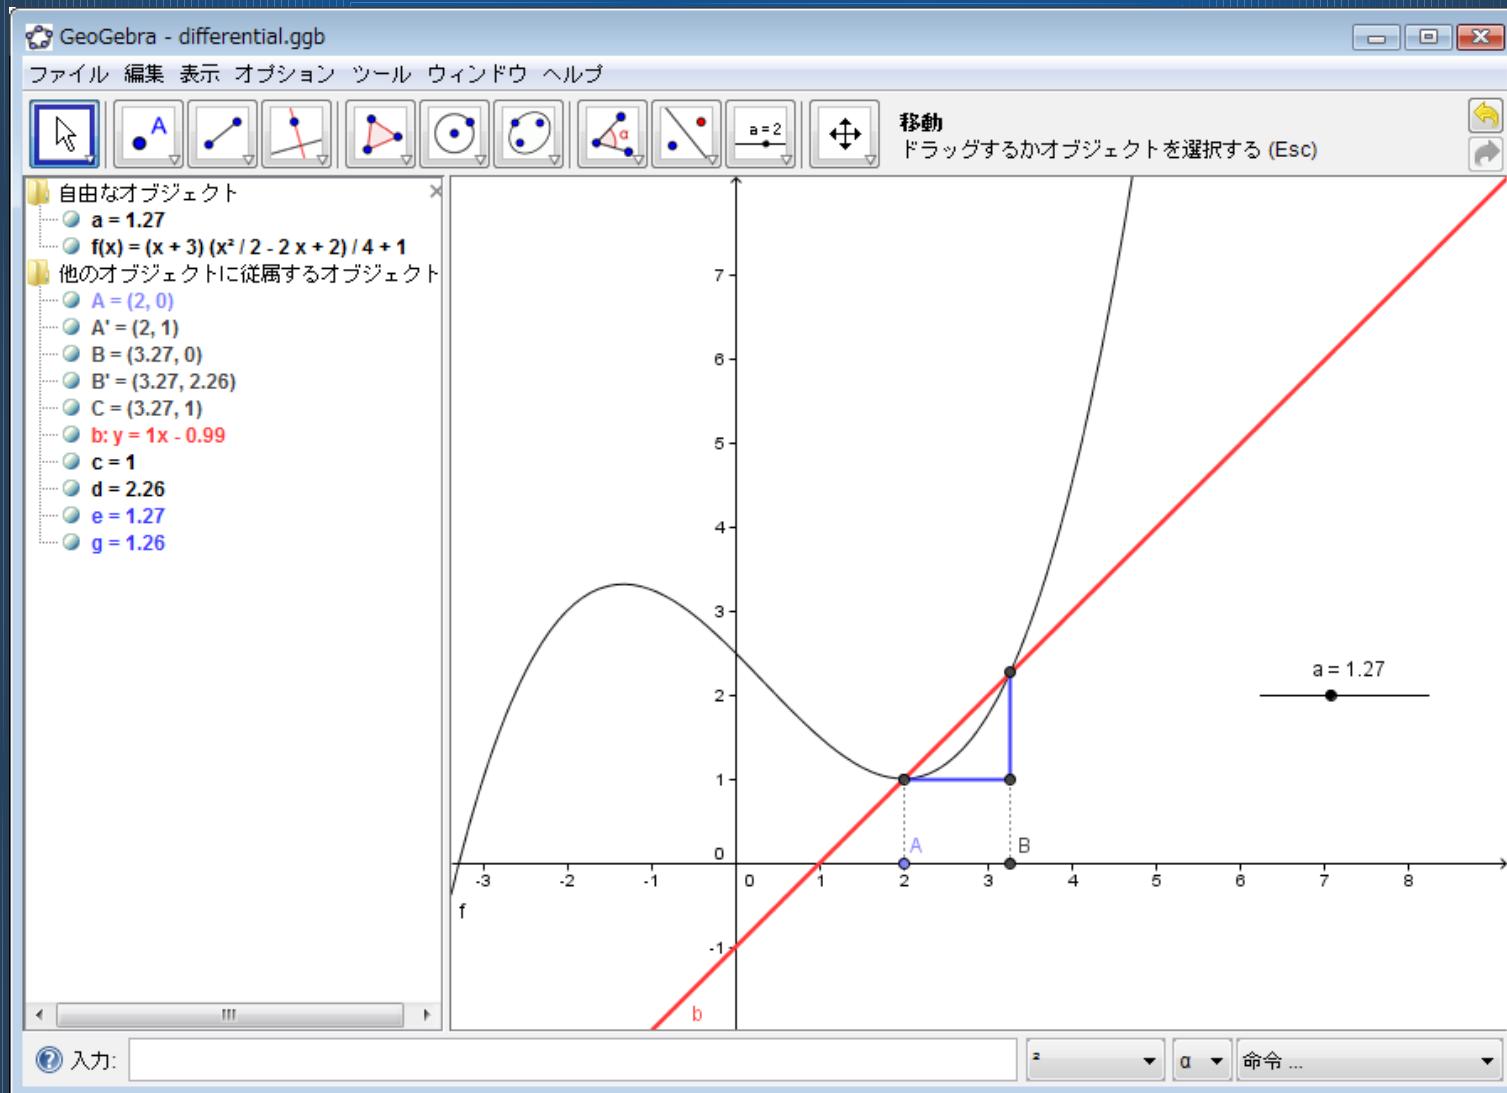 GeoGebra - differential.ggb
ファイル 編集 表示 オプション ツール ウィンドウ ヘルプ
A
α
a = 2
移動
ドラッグするかオブジェクトを選択する (Esc)
自由なオブジェクト
a = 1.27
f(x) = (x + 3) (x² / 2 - 2 x + 2) / 4 + 1
他のオブジェクトに従属するオブジェクト
A = (2, 0)
A' = (2, 1)
B = (3.27, 0)
B' = (3.27, 2.26)
C = (3.27, 1)
b: y = 1x - 0.99
c = 1
d = 2.26
e = 1.27
g = 1.26
7
6
5
4
3
a = 1.27
2
1
A B
0
-3 -2 -1 0 1 2 3 4 5 6 7 8
f
-1
b
入力: ² α 命令 ...